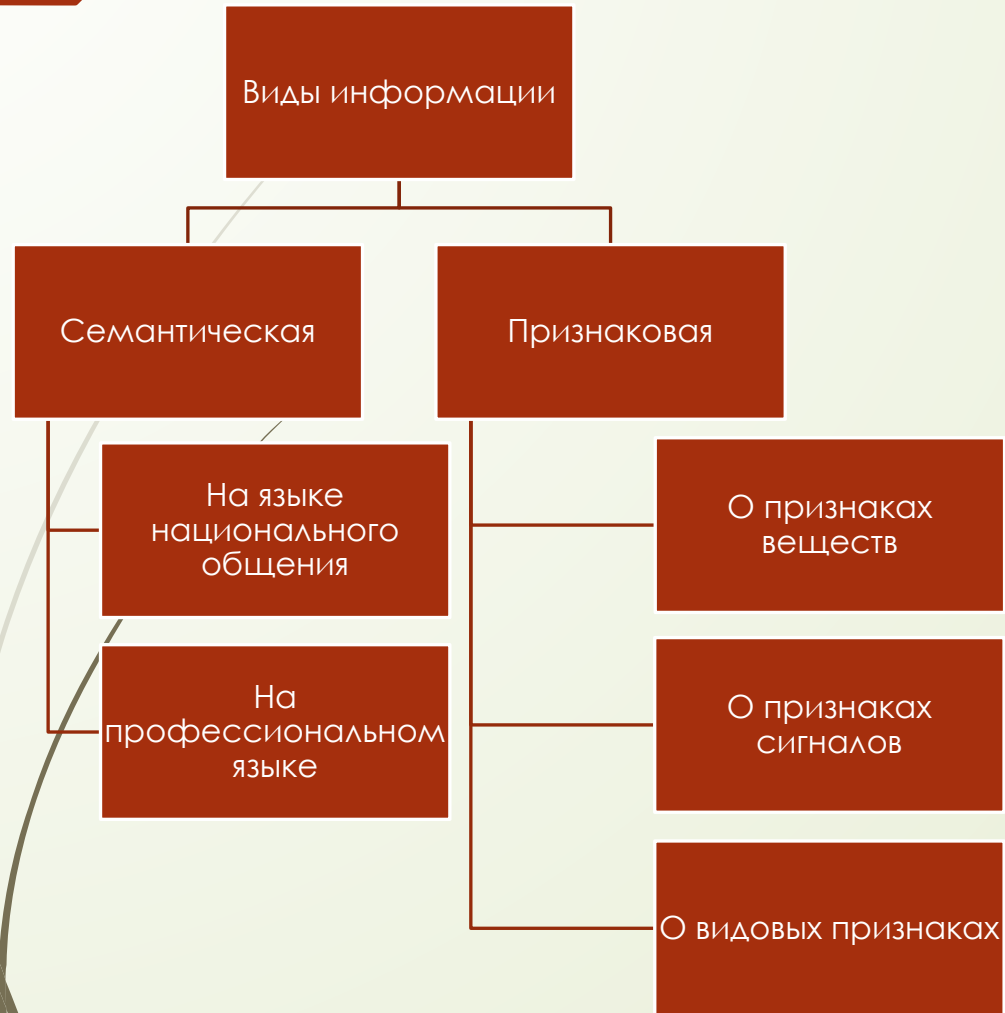 Виды информации
Семантическая
Признаковая
На языке
национального
общения
На
профессиональном
языке
О признаках
веществ
О признаках
сигналов
О видовых признаках